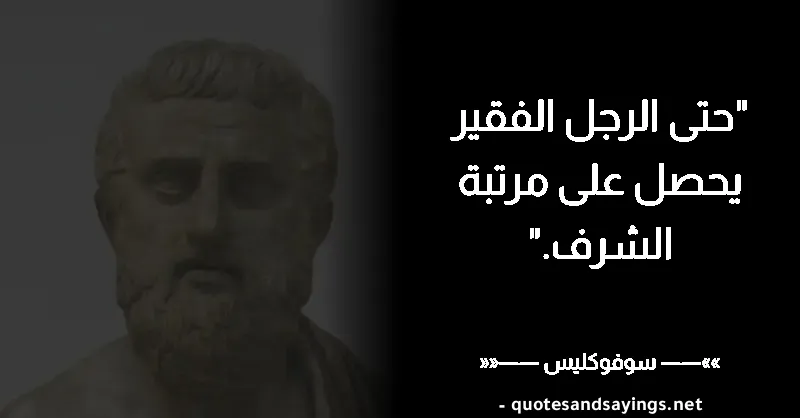 "حتى الرجل الفقير
يحصل على مرتبة
الشرف."
»»—— سوفوكليس ——««
- quotesandsayings.net